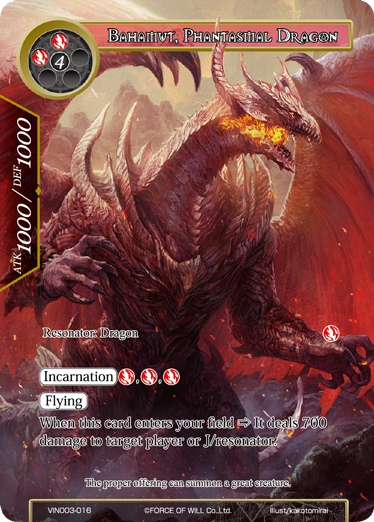 Bahamut, Phantasmal Dragon
4
ATK 1000 / DEF 1000
Resonator: Dragon
Incarnation , ,
Flying
When this card enters your field ⇒ It deals 700
damage to target player or J/resonator.
The proper offering can summon a great creature.
VIN003-016 ©FORCE OF WILL Co.,Ltd. Illust/kakotomirai